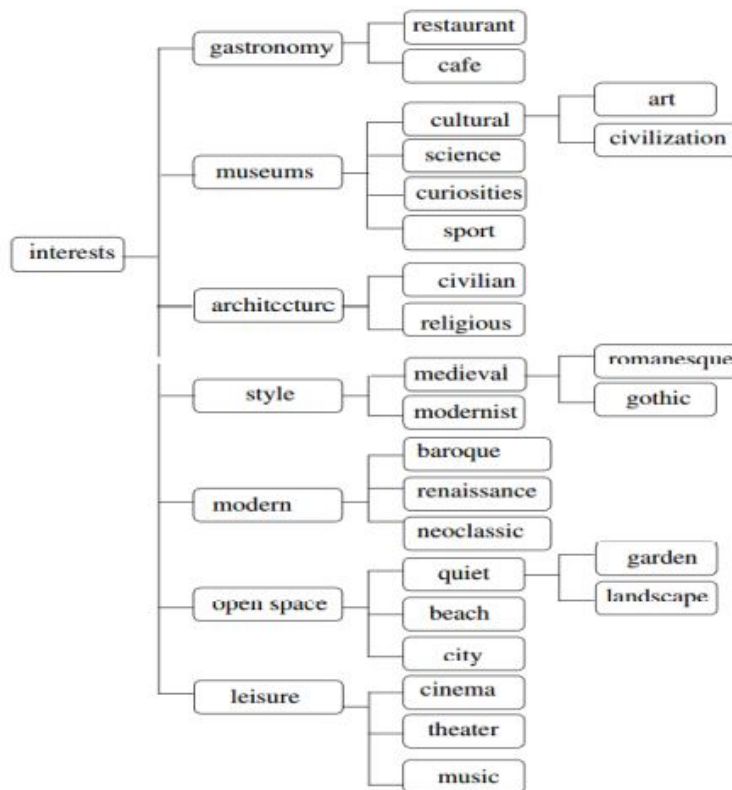 restaurant
gastronomy
cafe
art
cultural
civilization
science
museums
curiosities
sport
interests
civilian
architecture
religious
romanesque
medieval
style
gothic
modernist
baroque
renaissance
modern
neoclassic
garden
quiet
landscape
open space
beach
city
cinema
leisure
theater
music